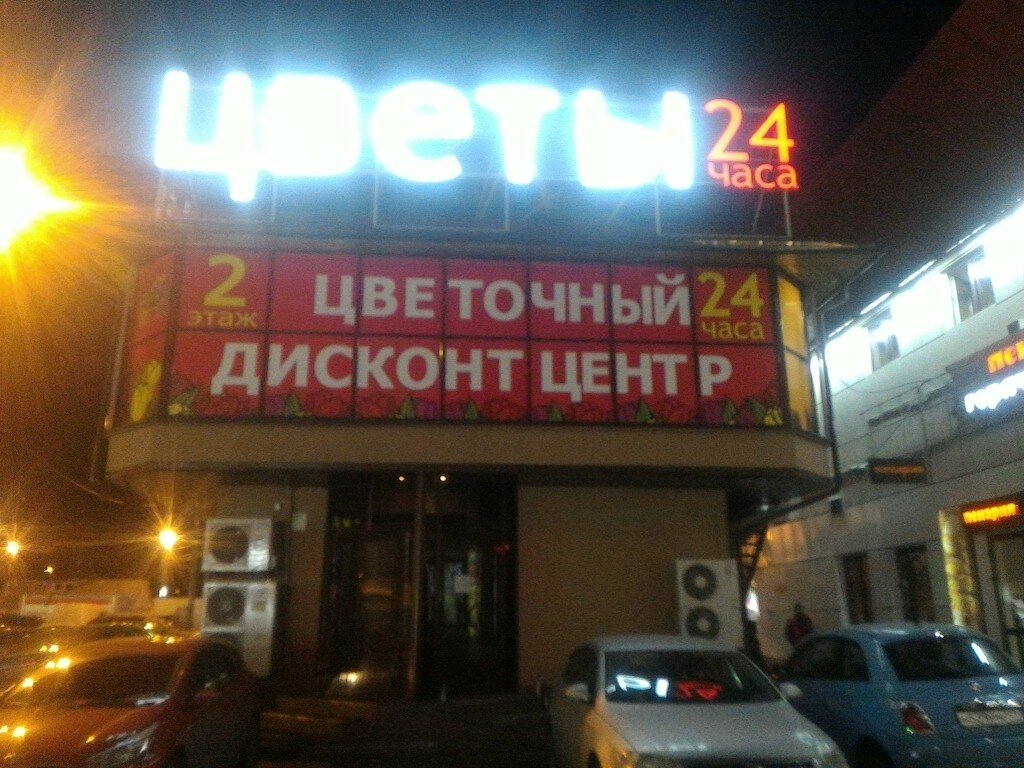 цветы 24
часа
2
этаж
ЦВЕТОЧНЫЙ 24
часа
ДИСКОНТ ЦЕНТР